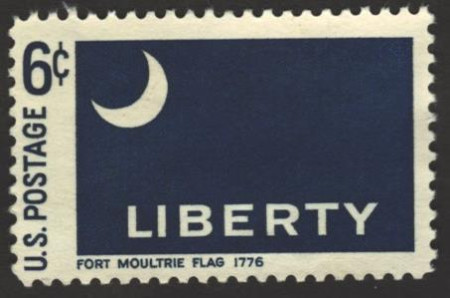 6¢
U.S. POSTAGE
LIBERTY
FORT MOULTRIE FLAG 1776